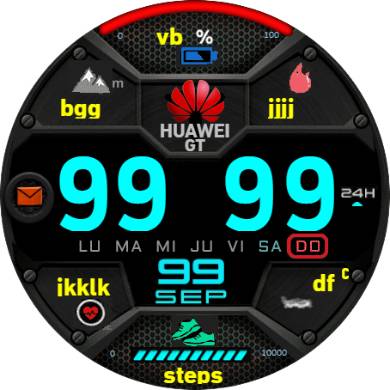 vb %
0 100
m
bgg
jjjj
HUAWEI
GT
99 99
24H
LU MA MI JU VI SA DO
99
SEP
ikklk
df c
0 10000
steps